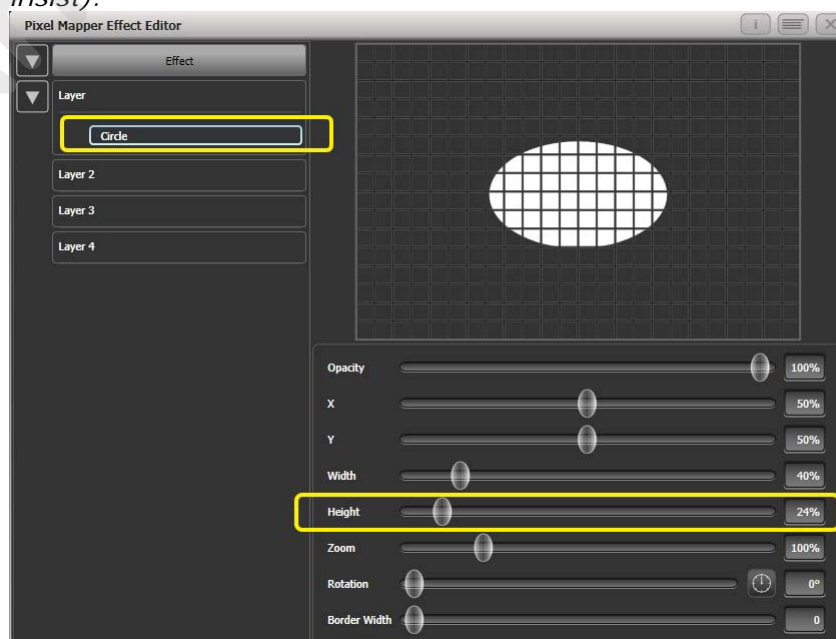 insist).
Pixel Mapper Effect Editor
Effect
Layer
Circle
Layer 2
Layer 3
Layer 4
Opacity 100%
X 50%
Y 50%
Width 40%
Height 24%
Zoom 100%
Rotation 0°
Border Width 0